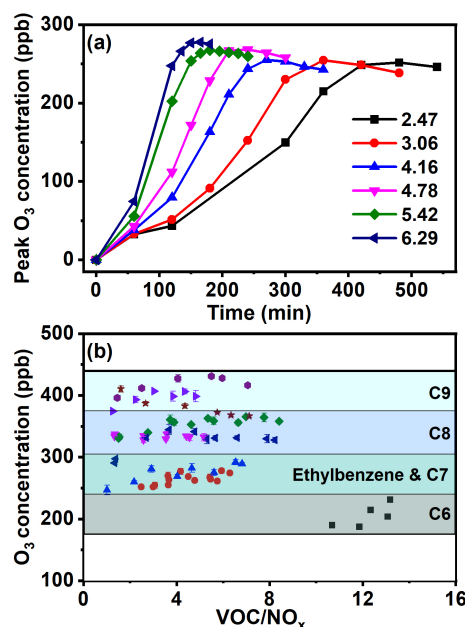 (a)
Peak O₃ concentration (ppb)
300
200
100
0
2.47
3.06
4.16
4.78
5.42
6.29
0 100 200 300 400 500
Time (min)
(b)
O₃ concentration (ppb)
500
400
300
200
100
C9
C8
Ethylbenzene & C7
C6
0 4 8 12 16
VOC/NOₓ